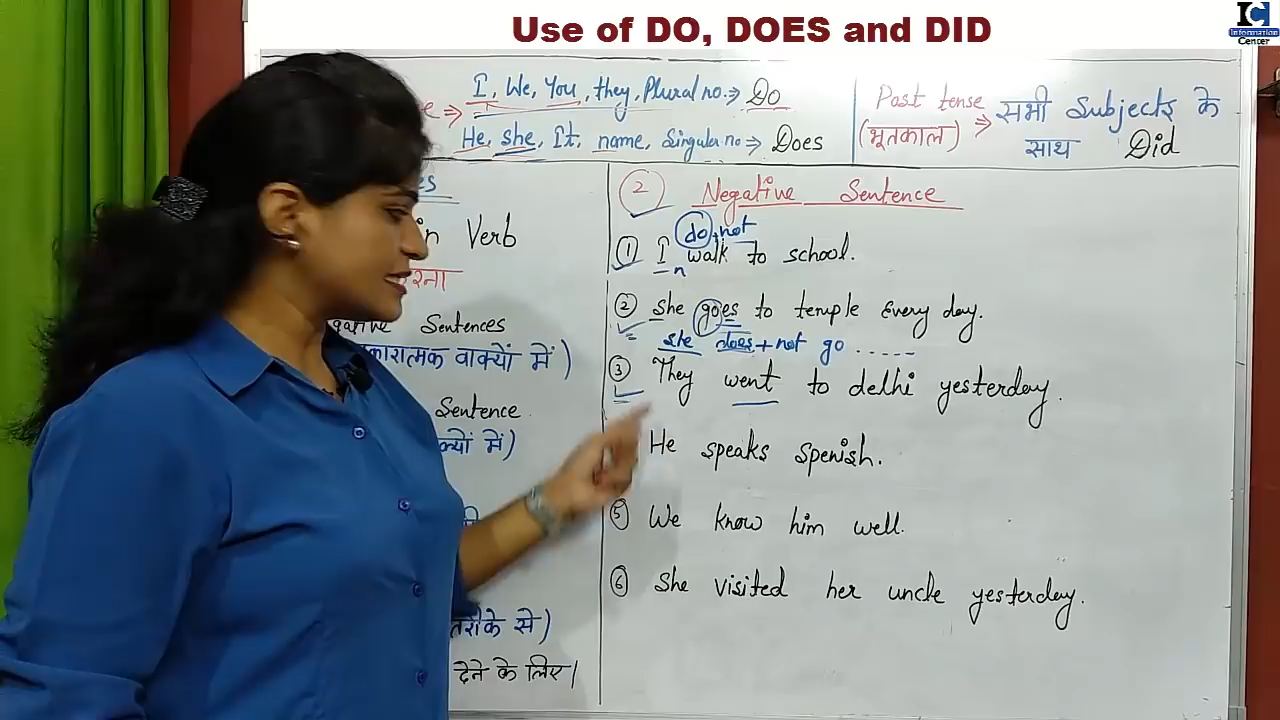 Use of DO, DOES and DID
IC
Information
Center
I, We, You, they, Plural no. ⇒ Do
He, she, It, name, Singular no ⇒ Does
Past tense
(भूतकाल)
⇒ सभी Subjects के
साथ Did
in Verb
Sentences
वाक्यों में)
Sentence
में)
तरीके से)
देने के लिए।
② Negative Sentence
do + not
① I walk to school.
n
② She goes to temple Every day.
she does + not go ......
③ They went to delhi yesterday.
He speaks Spenish.
⑤ We know him well.
⑥ She visited her uncle yesterday.